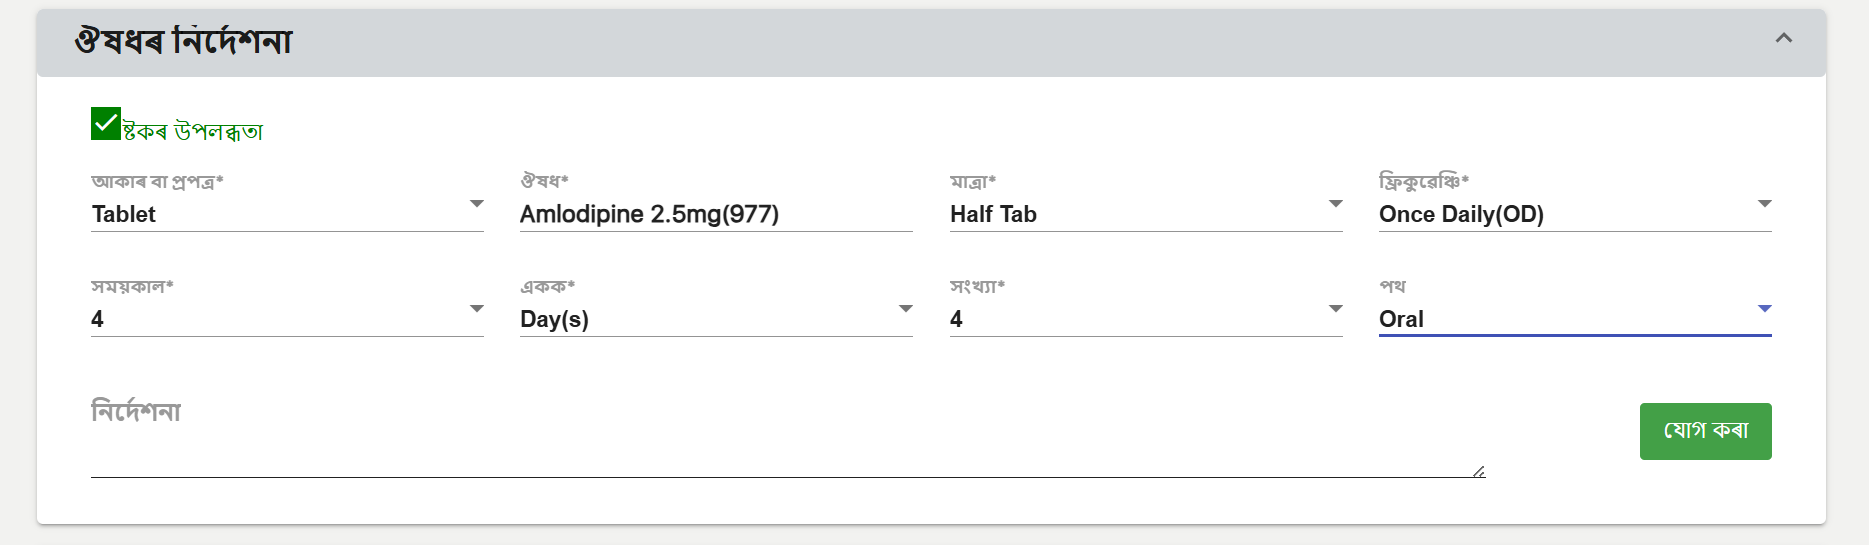 ঔষধৰ নিৰ্দেশনা
ষ্টকৰ উপলব্ধতা
আকাৰ বা প্ৰপত্ৰ* ঔষধ* মাত্ৰা* ফ্ৰিকুৱেঞ্চি*
Tablet Amlodipine 2.5mg(977) Half Tab Once Daily(OD)
সময়কাল* একক* সংখ্যা* পথ
4 Day(s) 4 Oral
নিৰ্দেশনা
যোগ কৰা